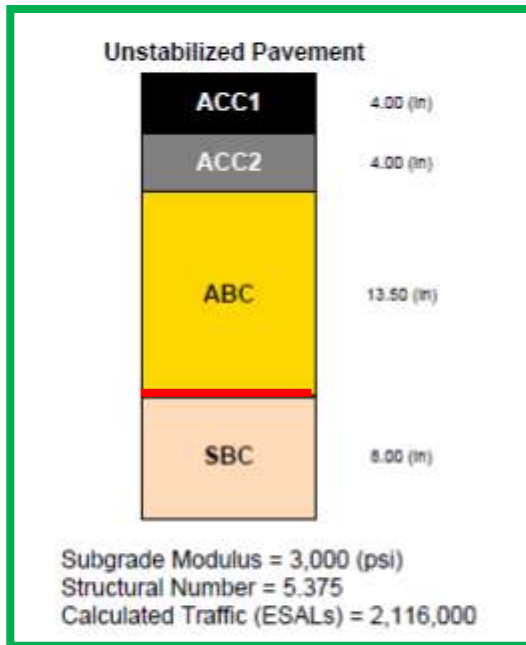 Unstabilized Pavement
ACC1 4.00 (in)
ACC2 4.00 (in)
ABC 13.50 (in)
SBC 8.00 (in)
Subgrade Modulus = 3,000 (psi)
Structural Number = 5.375
Calculated Traffic (ESALs) = 2,116,000